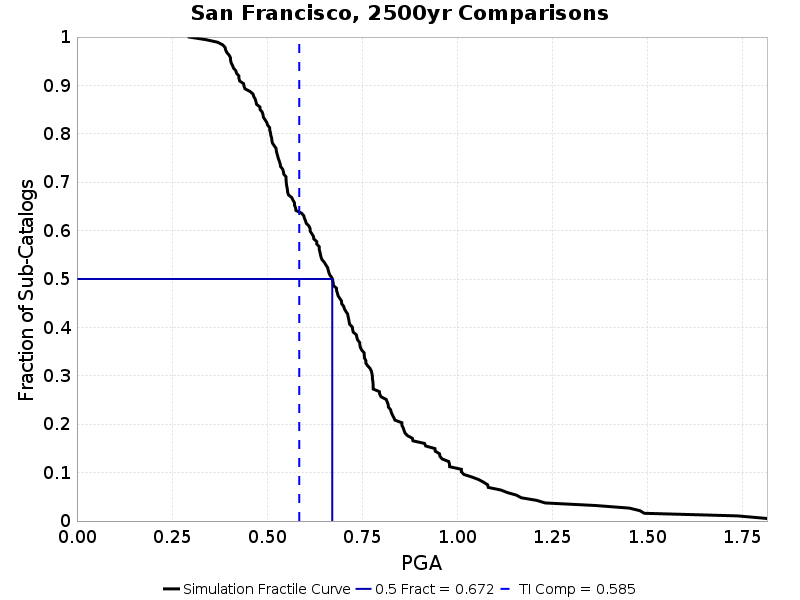 San Francisco, 2500yr Comparisons
Fraction of Sub-Catalogs
1
0.9
0.8
0.7
0.6
0.5
0.4
0.3
0.2
0.1
0
0.00 0.25 0.50 0.75 1.00 1.25 1.50 1.75
PGA
Simulation Fractile Curve 0.5 Fract = 0.672 TI Comp = 0.585